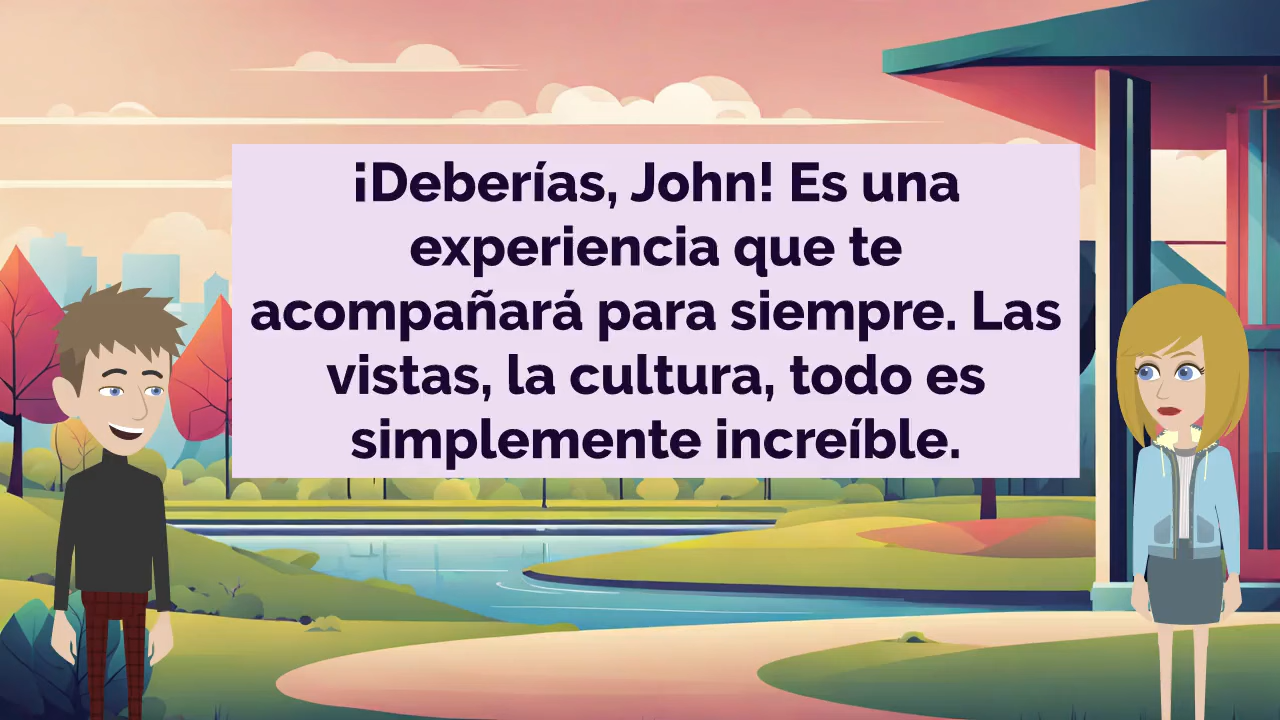 ¡Deberías, John! Es una
experiencia que te
acompañará para siempre. Las
vistas, la cultura, todo es
simplemente increíble.